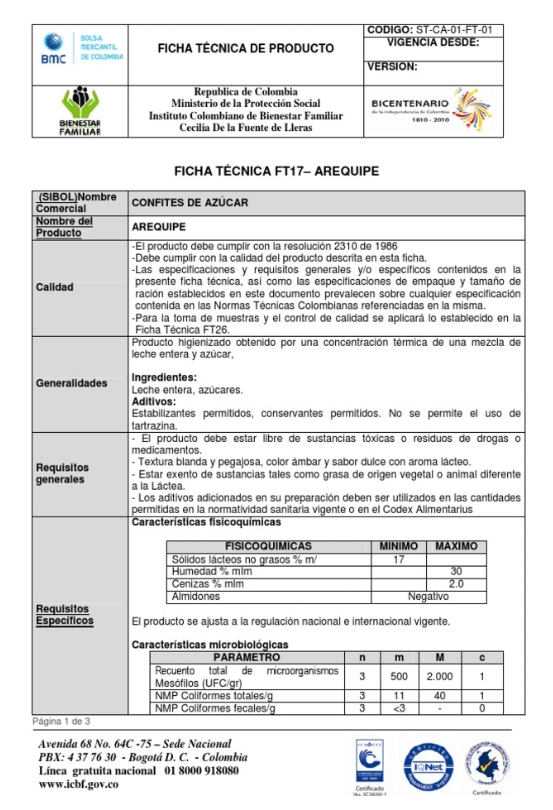 BMC
BOLSA
MERCANTIL
DE COLOMBIA
FICHA TÉCNICA DE PRODUCTO
CODIGO: ST-CA-01-FT-01
VIGENCIA DESDE:
VERSION:
BIENESTAR
FAMILIAR
Republica de Colombia
Ministerio de la Protección Social
Instituto Colombiano de Bienestar Familiar
Cecilia De la Fuente de Lleras
BICENTENARIO
de la independencia de Colombia
1810 - 2010
FICHA TÉCNICA FT17– AREQUIPE
(SIBOL)Nombre
Comercial
CONFITES DE AZÚCAR
Nombre del
Producto
AREQUIPE
Calidad
-El producto debe cumplir con la resolución 2310 de 1986
-Debe cumplir con la calidad del producto descrita en esta ficha.
-Las especificaciones y requisitos generales y/o específicos contenidos en la
presente ficha técnica, así como las especificaciones de empaque y tamaño de
ración establecidos en este documento prevalecen sobre cualquier especificación
contenida en las Normas Técnicas Colombianas referenciadas en la misma.
-Para la toma de muestras y el control de calidad se aplicará lo establecido en la
Ficha Técnica FT26.
Generalidades
Producto higienizado obtenido por una concentración térmica de una mezcla de
leche entera y azúcar,
Ingredientes:
Leche entera, azúcares.
Aditivos:
Estabilizantes permitidos, conservantes permitidos. No se permite el uso de
tartrazina.
Requisitos
generales
- El producto debe estar libre de sustancias tóxicas o residuos de drogas o
medicamentos.
- Textura blanda y pegajosa, color ámbar y sabor dulce con aroma lácteo.
- Estar exento de sustancias tales como grasa de origen vegetal o animal diferente
a la Láctea.
- Los aditivos adicionados en su preparación deben ser utilizados en las cantidades
permitidas en la normatividad sanitaria vigente o en el Codex Alimentarius
Requisitos
Específicos
Características fisicoquímicas
FISICOQUIMICAS MINIMO MAXIMO
Sólidos lácteos no grasos % m/ 17
Humedad % mlm 30
Cenizas % mlm 2.0
Almidones Negativo
El producto se ajusta a la regulación nacional e internacional vigente.
Características microbiológicas
PARÁMETRO n m M c
Recuento total de microorganismos
Mesófilos (UFC/gr) 3 500 2.000 1
NMP Coliformes totales/g 3 11 40 1
NMP Coliformes fecales/g 3 <3 - 0
Página 1 de 3
Avenida 68 No. 64C -75 – Sede Nacional
PBX: 4 37 76 30 - Bogotá D. C. - Colombia
Línea gratuita nacional 01 8000 918080
www.icbf.gov.co
Certificado
IQNet
Certificado